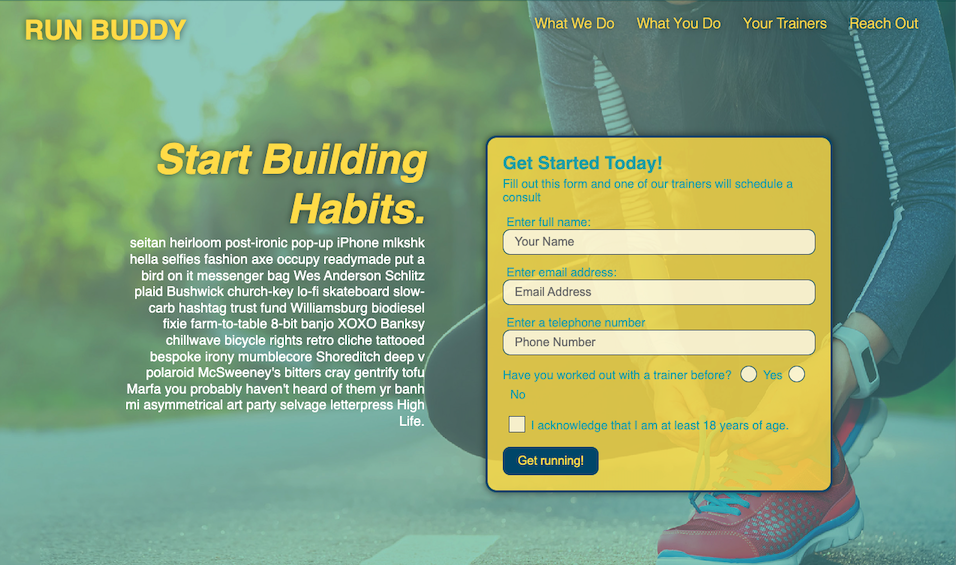 RUN BUDDY
What We Do What You Do Your Trainers Reach Out
Start Building
Habits.
seitan heirloom post-ironic pop-up iPhone mlkshk
hella selfies fashion axe occupy readymade put a
bird on it messenger bag Wes Anderson Schlitz
plaid Bushwick church-key lo-fi skateboard slow-
carb hashtag trust fund Williamsburg biodiesel
fixie farm-to-table 8-bit banjo XOXO Banksy
chillwave bicycle rights retro cliche tattooed
bespoke irony mumblecore Shoreditch deep v
polaroid McSweeney's bitters cray gentrify tofu
Marfa you probably haven't heard of them yr banh
mi asymmetrical art party selvage letterpress High
Life.
Get Started Today!
Fill out this form and one of our trainers will schedule a
consult
Enter full name:
Your Name
Enter email address:
Email Address
Enter a telephone number
Phone Number
Have you worked out with a trainer before? Yes
No
I acknowledge that I am at least 18 years of age.
Get running!